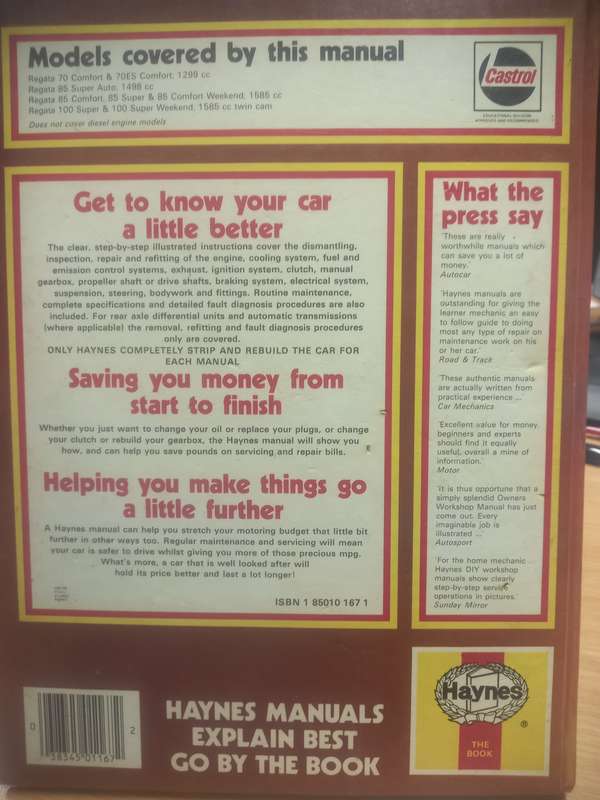 Models covered by this manual
Regata 70 Comfort & 70ES Comfort, 1299 cc
Regata 85 Super Auto, 1498 cc
Regata 85 Comfort, 85 Super & 85 Comfort Weekend, 1585 cc
Regata 100 Super & 100 Super Weekend, 1585 cc twin cam
Does not cover diesel engine models
Castrol
EDUCATIONAL DIVISION
APPROVED AND RECOMMENDED
Get to know your car
a little better
The clear, step-by-step illustrated instructions cover the dismantling,
inspection, repair and refitting of the engine, cooling system, fuel and
emission control systems, exhaust, ignition system, clutch, manual
gearbox, propeller shaft or drive shafts, braking system, electrical system,
suspension, steering, bodywork and fittings. Routine maintenance,
complete specifications and detailed fault diagnosis procedures are also
included. For rear axle differential units and automatic transmissions
(where applicable) the removal, refitting and fault diagnosis procedures
only are covered.
ONLY HAYNES COMPLETELY STRIP AND REBUILD THE CAR FOR
EACH MANUAL
Saving you money from
start to finish
Whether you just want to change your oil or replace your plugs, or change
your clutch or rebuild your gearbox, the Haynes manual will show you
how, and can help you save pounds on servicing and repair bills.
Helping you make things go
a little further
A Haynes manual can help you stretch your motoring budget that little bit
further in other ways too. Regular maintenance and servicing will mean
your car is safer to drive whilst giving you more of those precious mpg.
What's more, a car that is well looked after will
hold its price better and last a lot longer!
ISBN 1 85010 167 1
What the
press say
'These are really
worthwhile manuals which
can save you a lot of
money.'
Autocar
'Haynes manuals are
outstanding for giving the
learner mechanic an easy
to follow guide to doing
most any type of repair on
maintenance work on his
or her car.'
Road & Track
'These authentic manuals
are actually written from
practical experience ...'
Car Mechanics
'Excellent value for money,
beginners and experts
should find it equally
useful, overall a mine of
information.'
Motor
'It is thus opportune that a
simply splendid Owners
Workshop Manual has just
come out. Every
imaginable job is
illustrated ...'
Autosport
'For the home mechanic
Haynes DIY workshop
manuals show clearly
step-by-step service
operations in pictures.'
Sunday Mirror
0
38345 01167
2
HAYNES MANUALS
EXPLAIN BEST
GO BY THE BOOK
Haynes
®
THE
BOOK